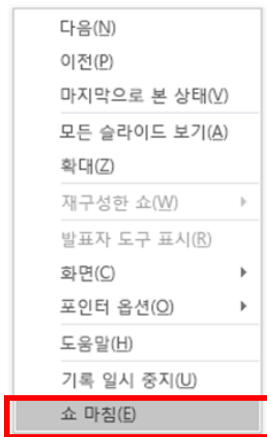 다음(N)
이전(P)
마지막으로 본 상태(V)
모든 슬라이드 보기(A)
확대(Z)
재구성한 쇼(W)
발표자 도구 표시(R)
화면(C)
포인터 옵션(O)
도움말(H)
기록 일시 중지(U)
쇼 마침(E)